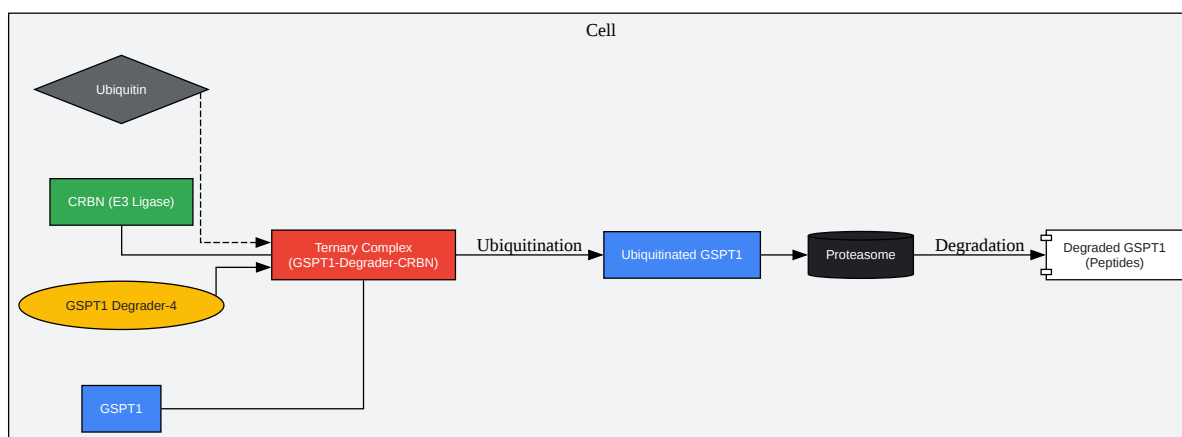 Cell
Ubiquitin
CRBN (E3 Ligase)
GSPT1 Degrader-4
GSPT1
Ternary Complex
(GSPT1-Degrader-CRBN)
Ubiquitination
Ubiquitinated GSPT1
Proteasome
Degradation
Degraded GSPT1
(Peptides)